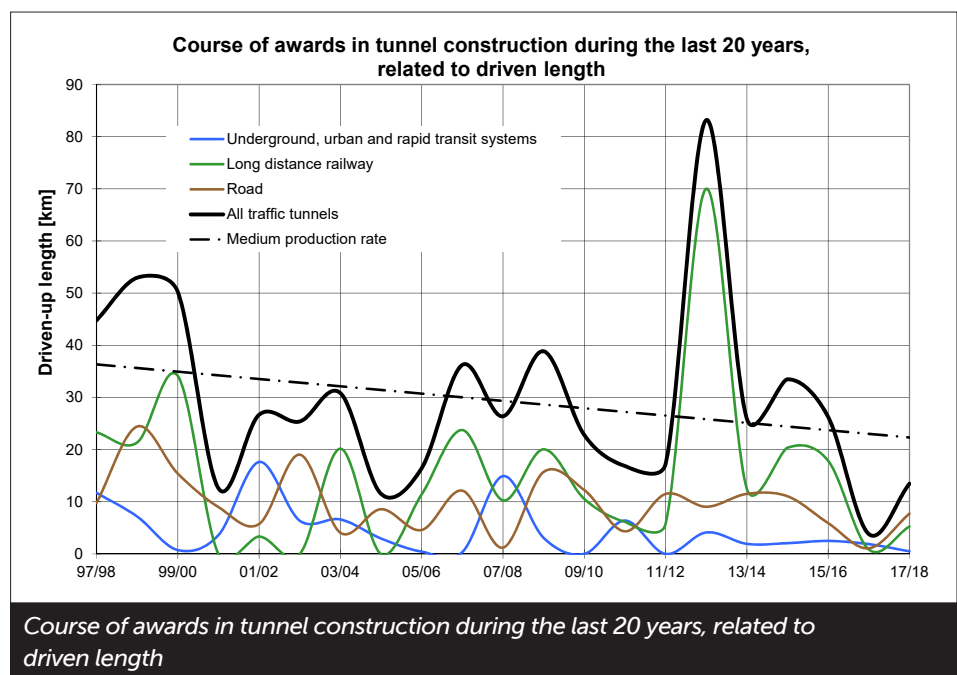 Course of awards in tunnel construction during the last 20 years,
related to driven length
90
80
70
60
50
40
30
20
10
0
Driven-up length [km]
Underground, urban and rapid transit systems
Long distance railway
Road
All traffic tunnels
Medium production rate
97/98 99/00 01/02 03/04 05/06 07/08 09/10 11/12 13/14 15/16 17/18
Course of awards in tunnel construction during the last 20 years, related to
driven length